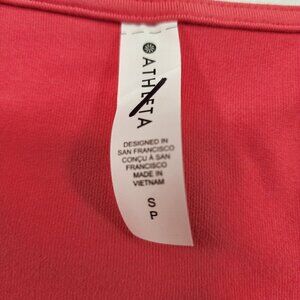 ATHLETA
DESIGNED IN
SAN FRANCISCO
CONÇU À SAN
FRANCISCO
MADE IN
VIETNAM
S P